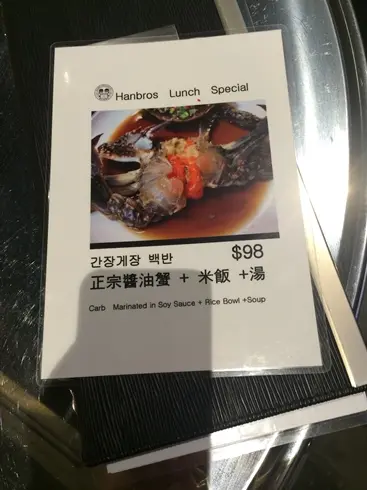 Hanbros Lunch Special
간장게장 백반 $98
正宗醬油蟹 + 米飯 +湯
Carb Marinated in Soy Sauce + Rice Bowl +Soup